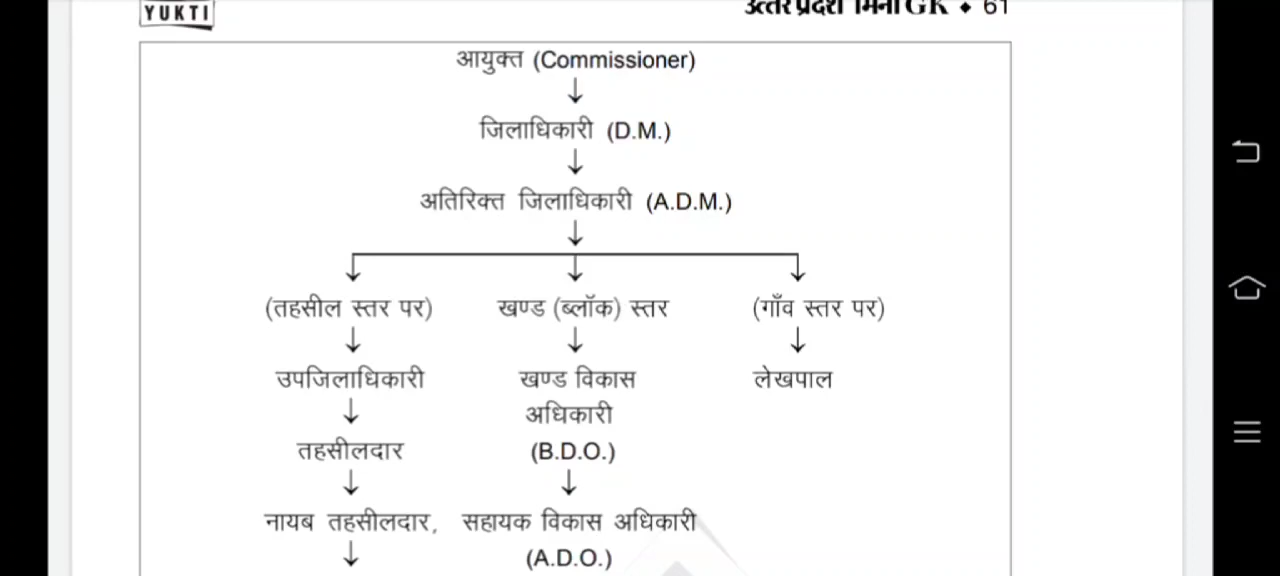 YUKTI
उत्तर प्रदेश मिनी GK ♦ 61
आयुक्त (Commissioner)
↓
जिलाधिकारी (D.M.)
↓
अतिरिक्त जिलाधिकारी (A.D.M.)
↓
(तहसील स्तर पर) खण्ड (ब्लॉक) स्तर (गाँव स्तर पर)
↓ ↓ ↓
उपजिलाधिकारी खण्ड विकास लेखपाल
↓ अधिकारी
तहसीलदार (B.D.O.)
↓ ↓
नायब तहसीलदार, सहायक विकास अधिकारी
↓ (A.D.O.)